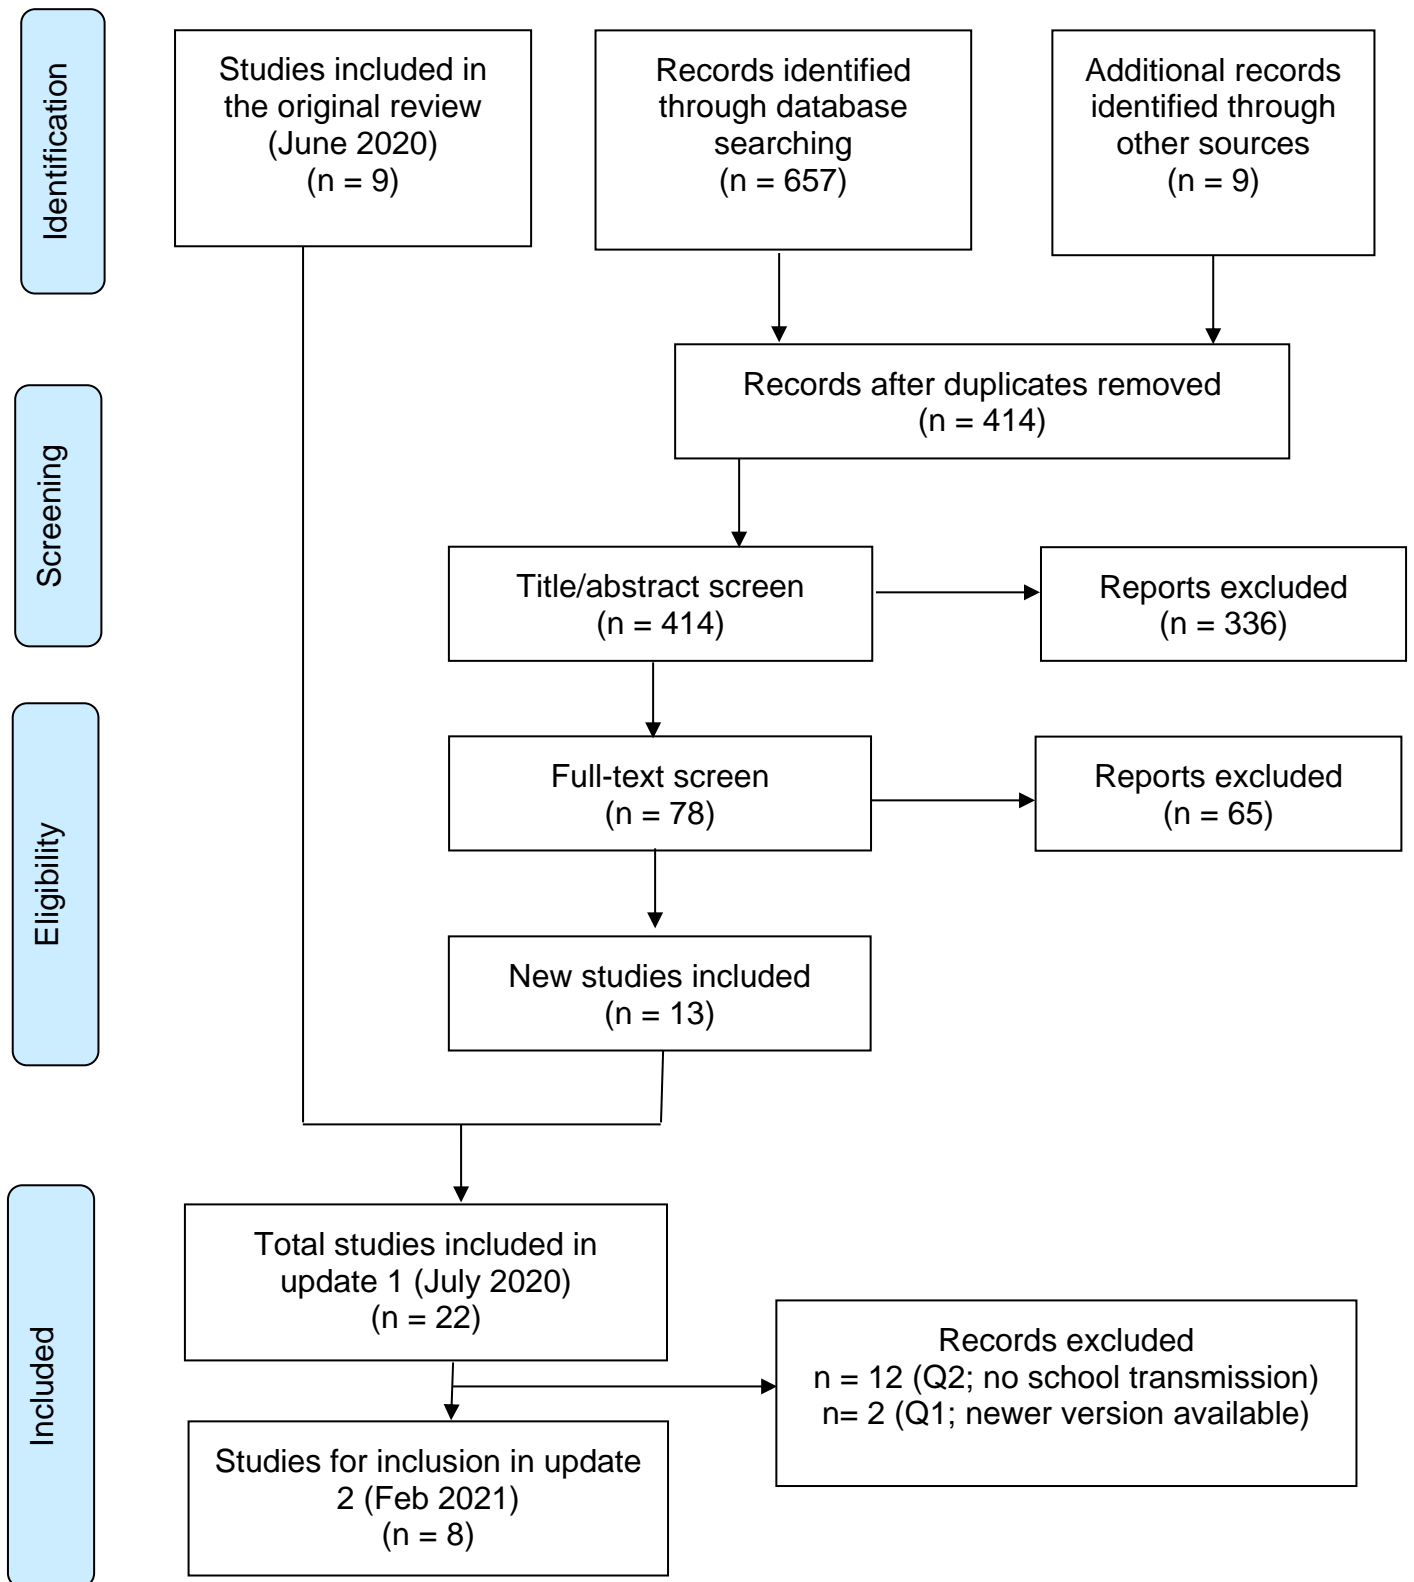 Identification
Studies included in
the original review
(June 2020)
(n = 9)
Records identified
through database
searching
(n = 657)
Additional records
identified through
other sources
(n = 9)
Records after duplicates removed
(n = 414)
Screening
Title/abstract screen
(n = 414)
Reports excluded
(n = 336)
Eligibility
Full-text screen
(n = 78)
Reports excluded
(n = 65)
New studies included
(n = 13)
Included
Total studies included in
update 1 (July 2020)
(n = 22)
Records excluded
n = 12 (Q2; no school transmission)
n= 2 (Q1; newer version available)
Studies for inclusion in update
2 (Feb 2021)
(n = 8)